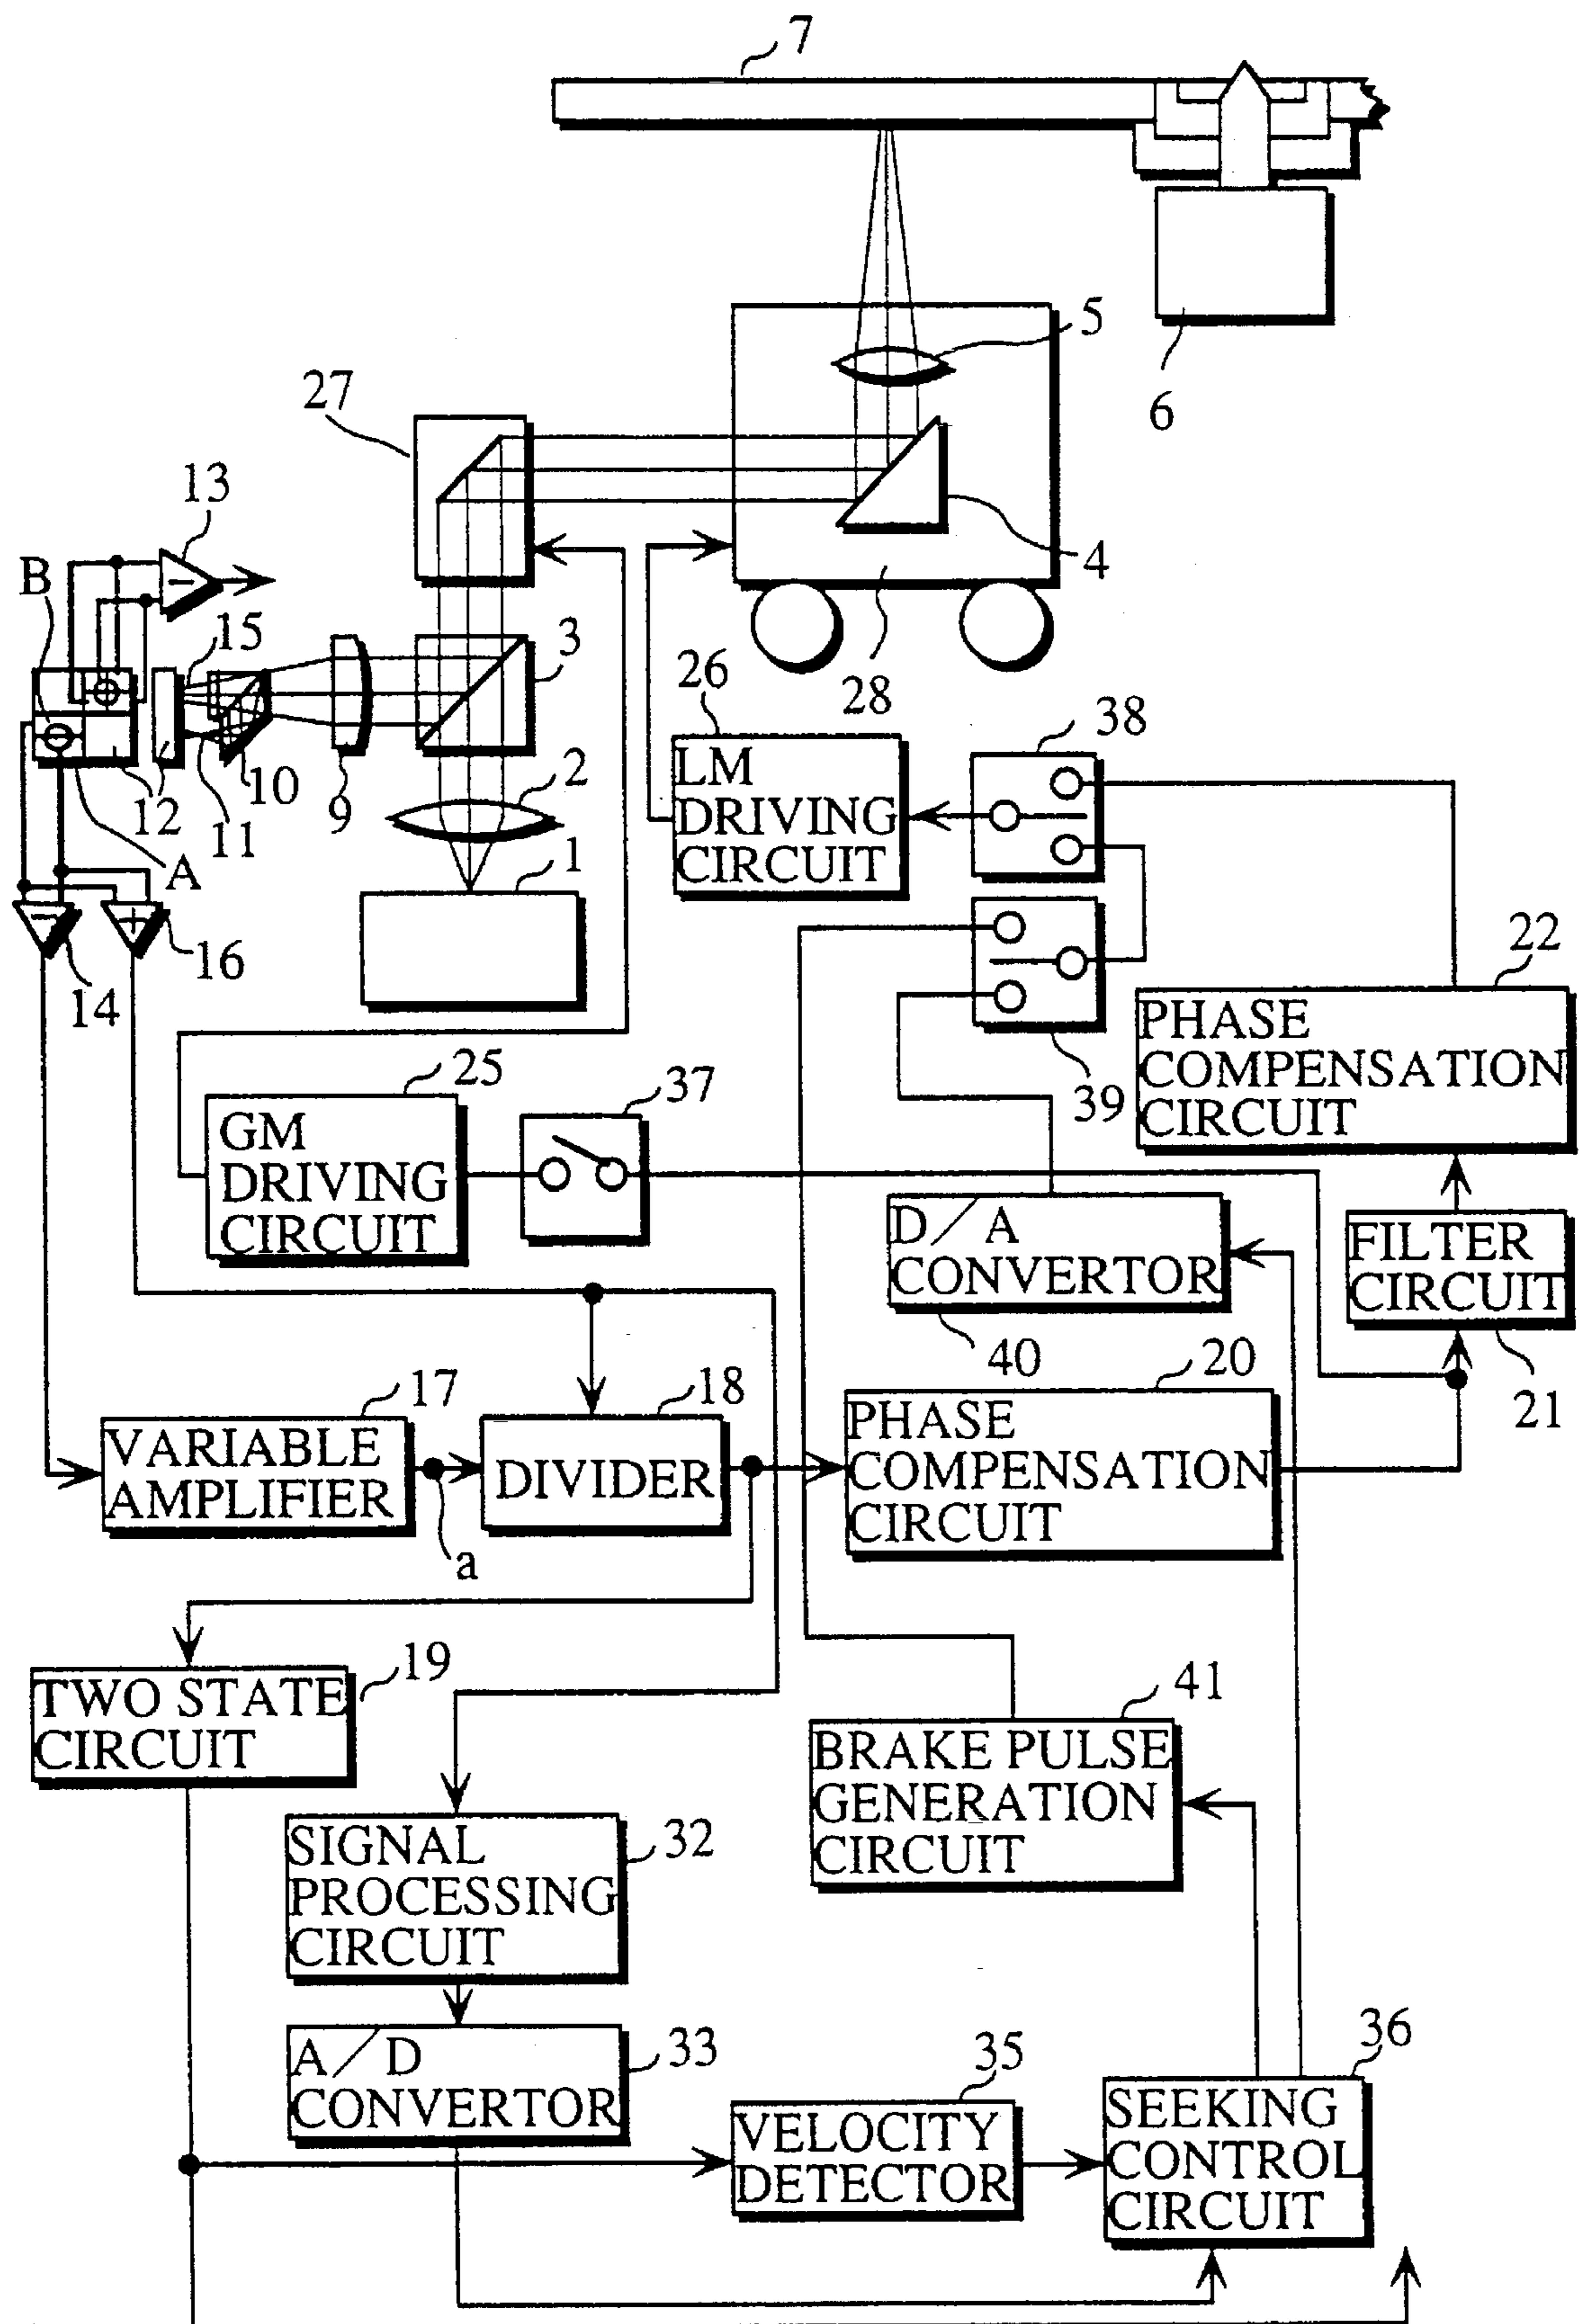 7
5
6
27
4
13
B
15
3
28
26
LM
DRIVING
CIRCUIT
38
12
11
10
9
2
A
1
16
14
22
PHASE
COMPENSATION
CIRCUIT
39
25
GM
DRIVING
CIRCUIT
37
D/A
CONVERTOR
40
FILTER
CIRCUIT
21
17
VARIABLE
AMPLIFIER
a
18
DIVIDER
20
PHASE
COMPENSATION
CIRCUIT
19
TWO STATE
CIRCUIT
41
BRAKE PULSE
GENERATION
CIRCUIT
32
SIGNAL
PROCESSING
CIRCUIT
33
A/D
CONVERTOR
35
VELOCITY
DETECTOR
36
SEEKING
CONTROL
CIRCUIT